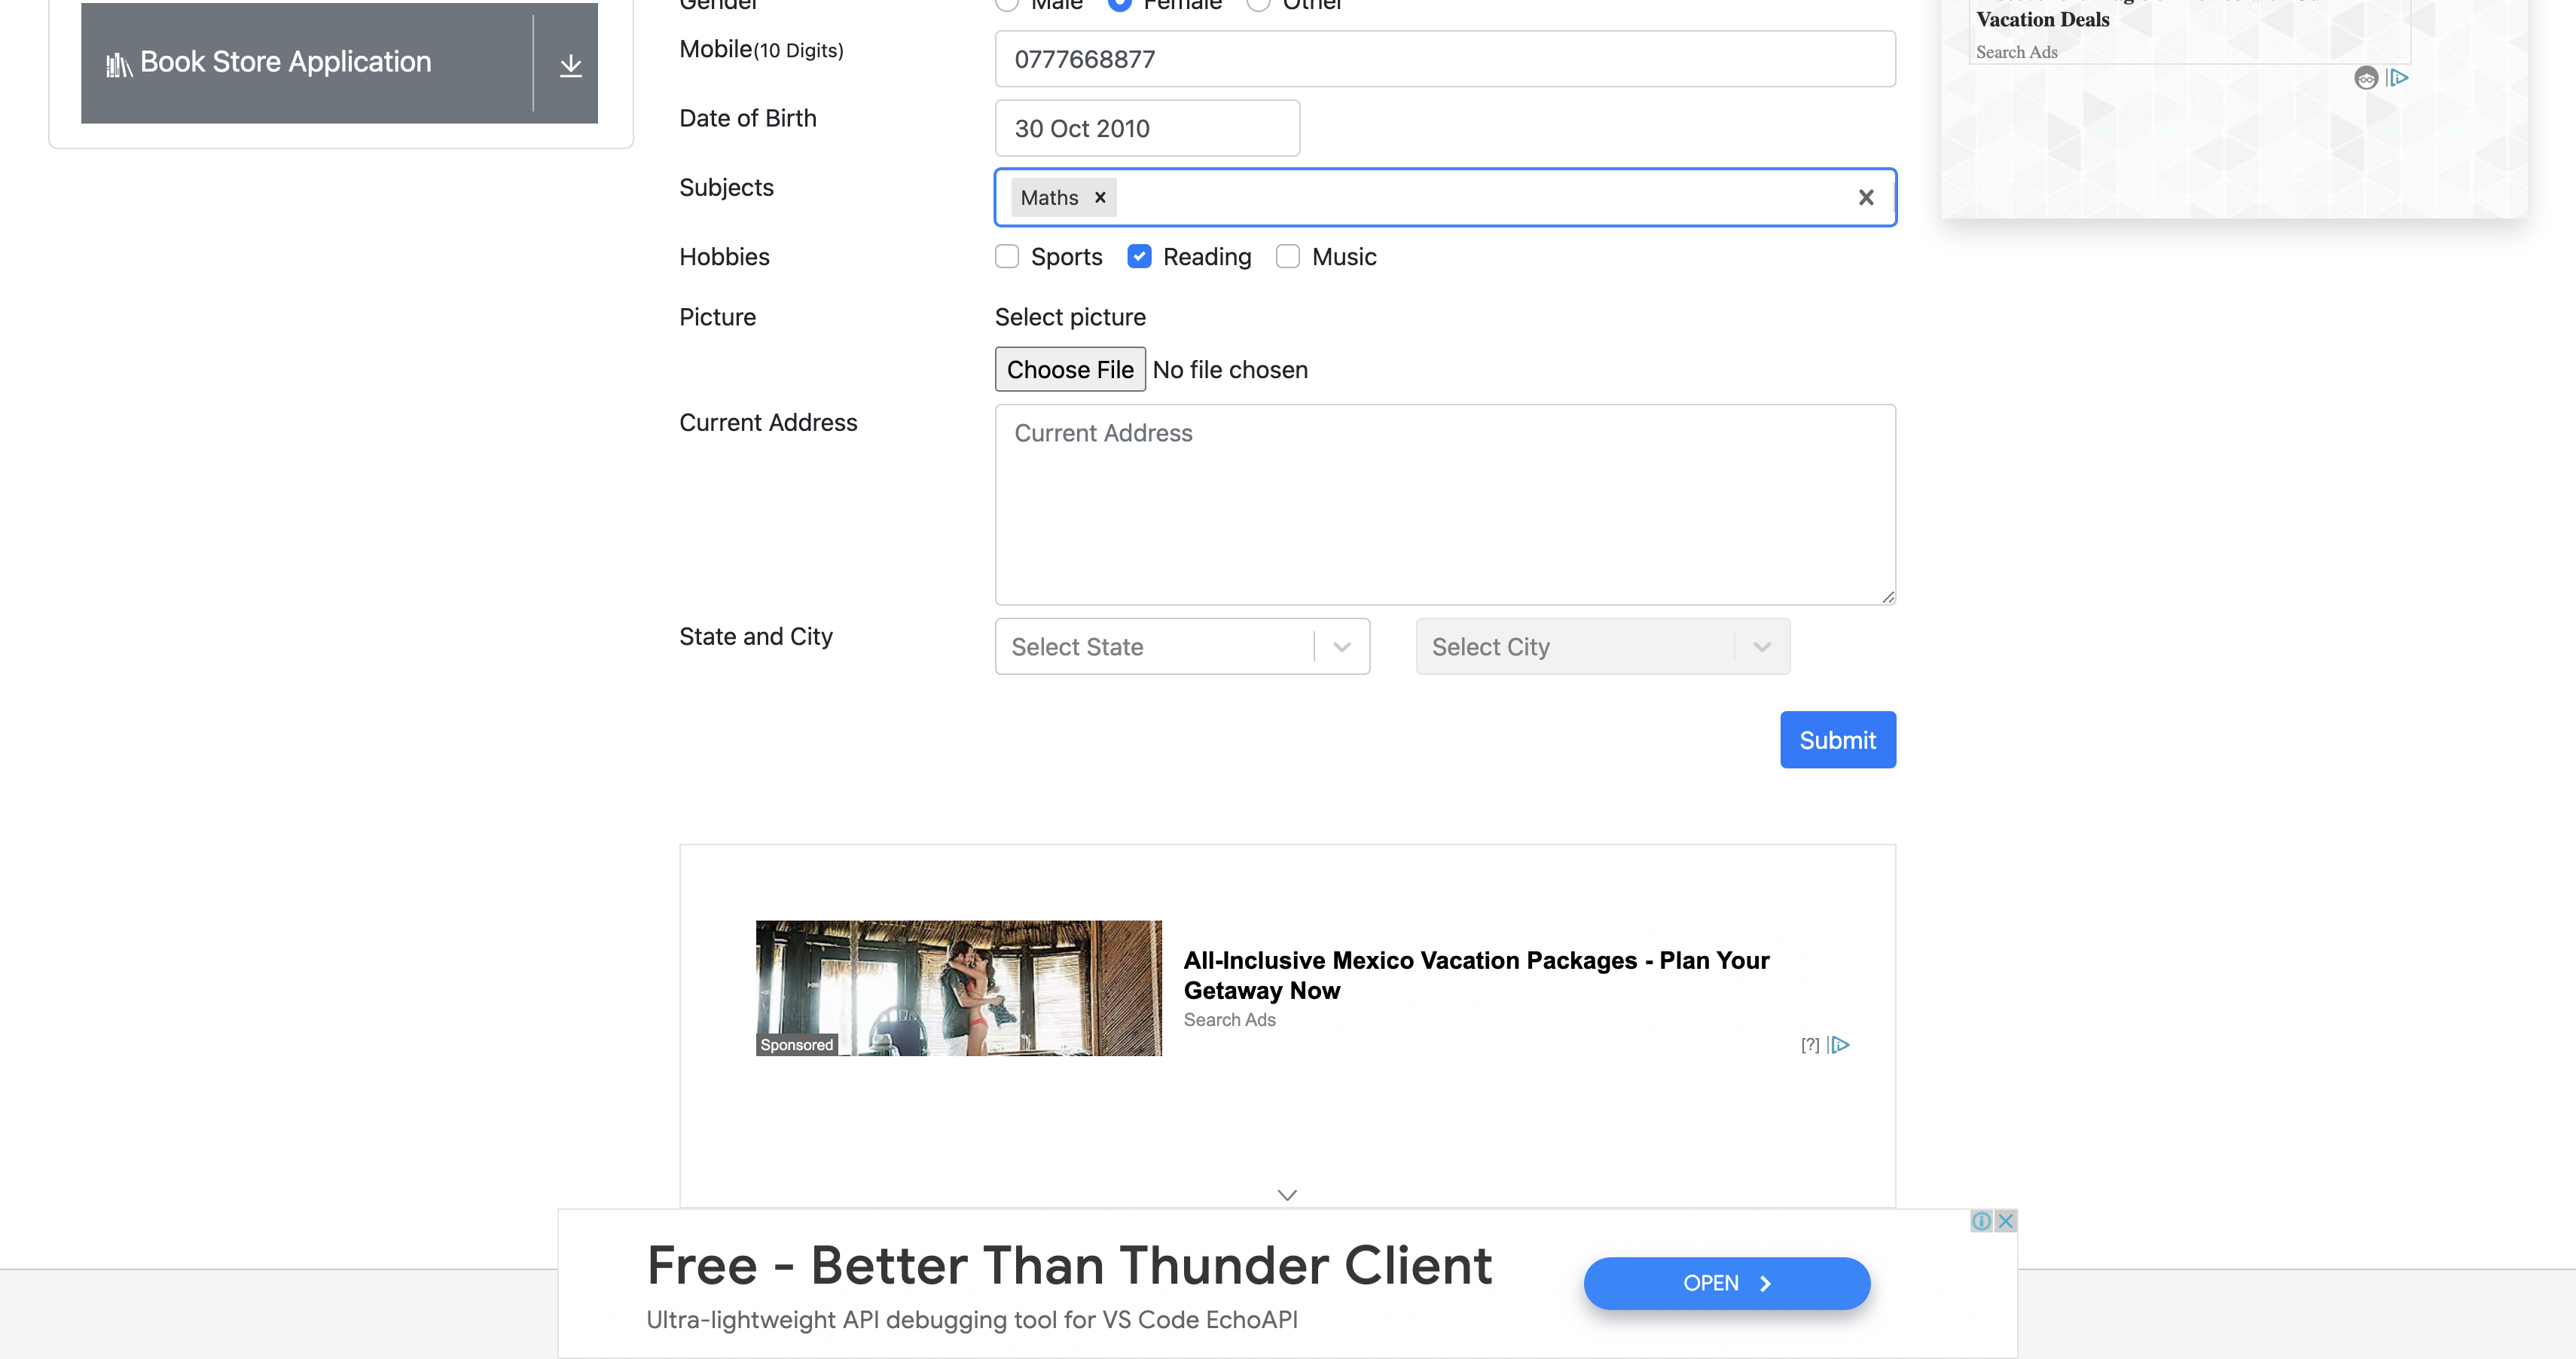 Book Store Application
Gender
Male
Female
Other
Mobile(10 Digits)
0777668877
Date of Birth
30 Oct 2010
Subjects
Maths
Hobbies
Sports
Reading
Music
Picture
Select picture
Choose File No file chosen
Current Address
Current Address
State and City
Select State
Select City
Submit
Vacation Deals
Search Ads
Sponsored
All-Inclusive Mexico Vacation Packages - Plan Your
Getaway Now
Search Ads
[?]
Free - Better Than Thunder Client
Ultra-lightweight API debugging tool for VS Code EchoAPI
OPEN